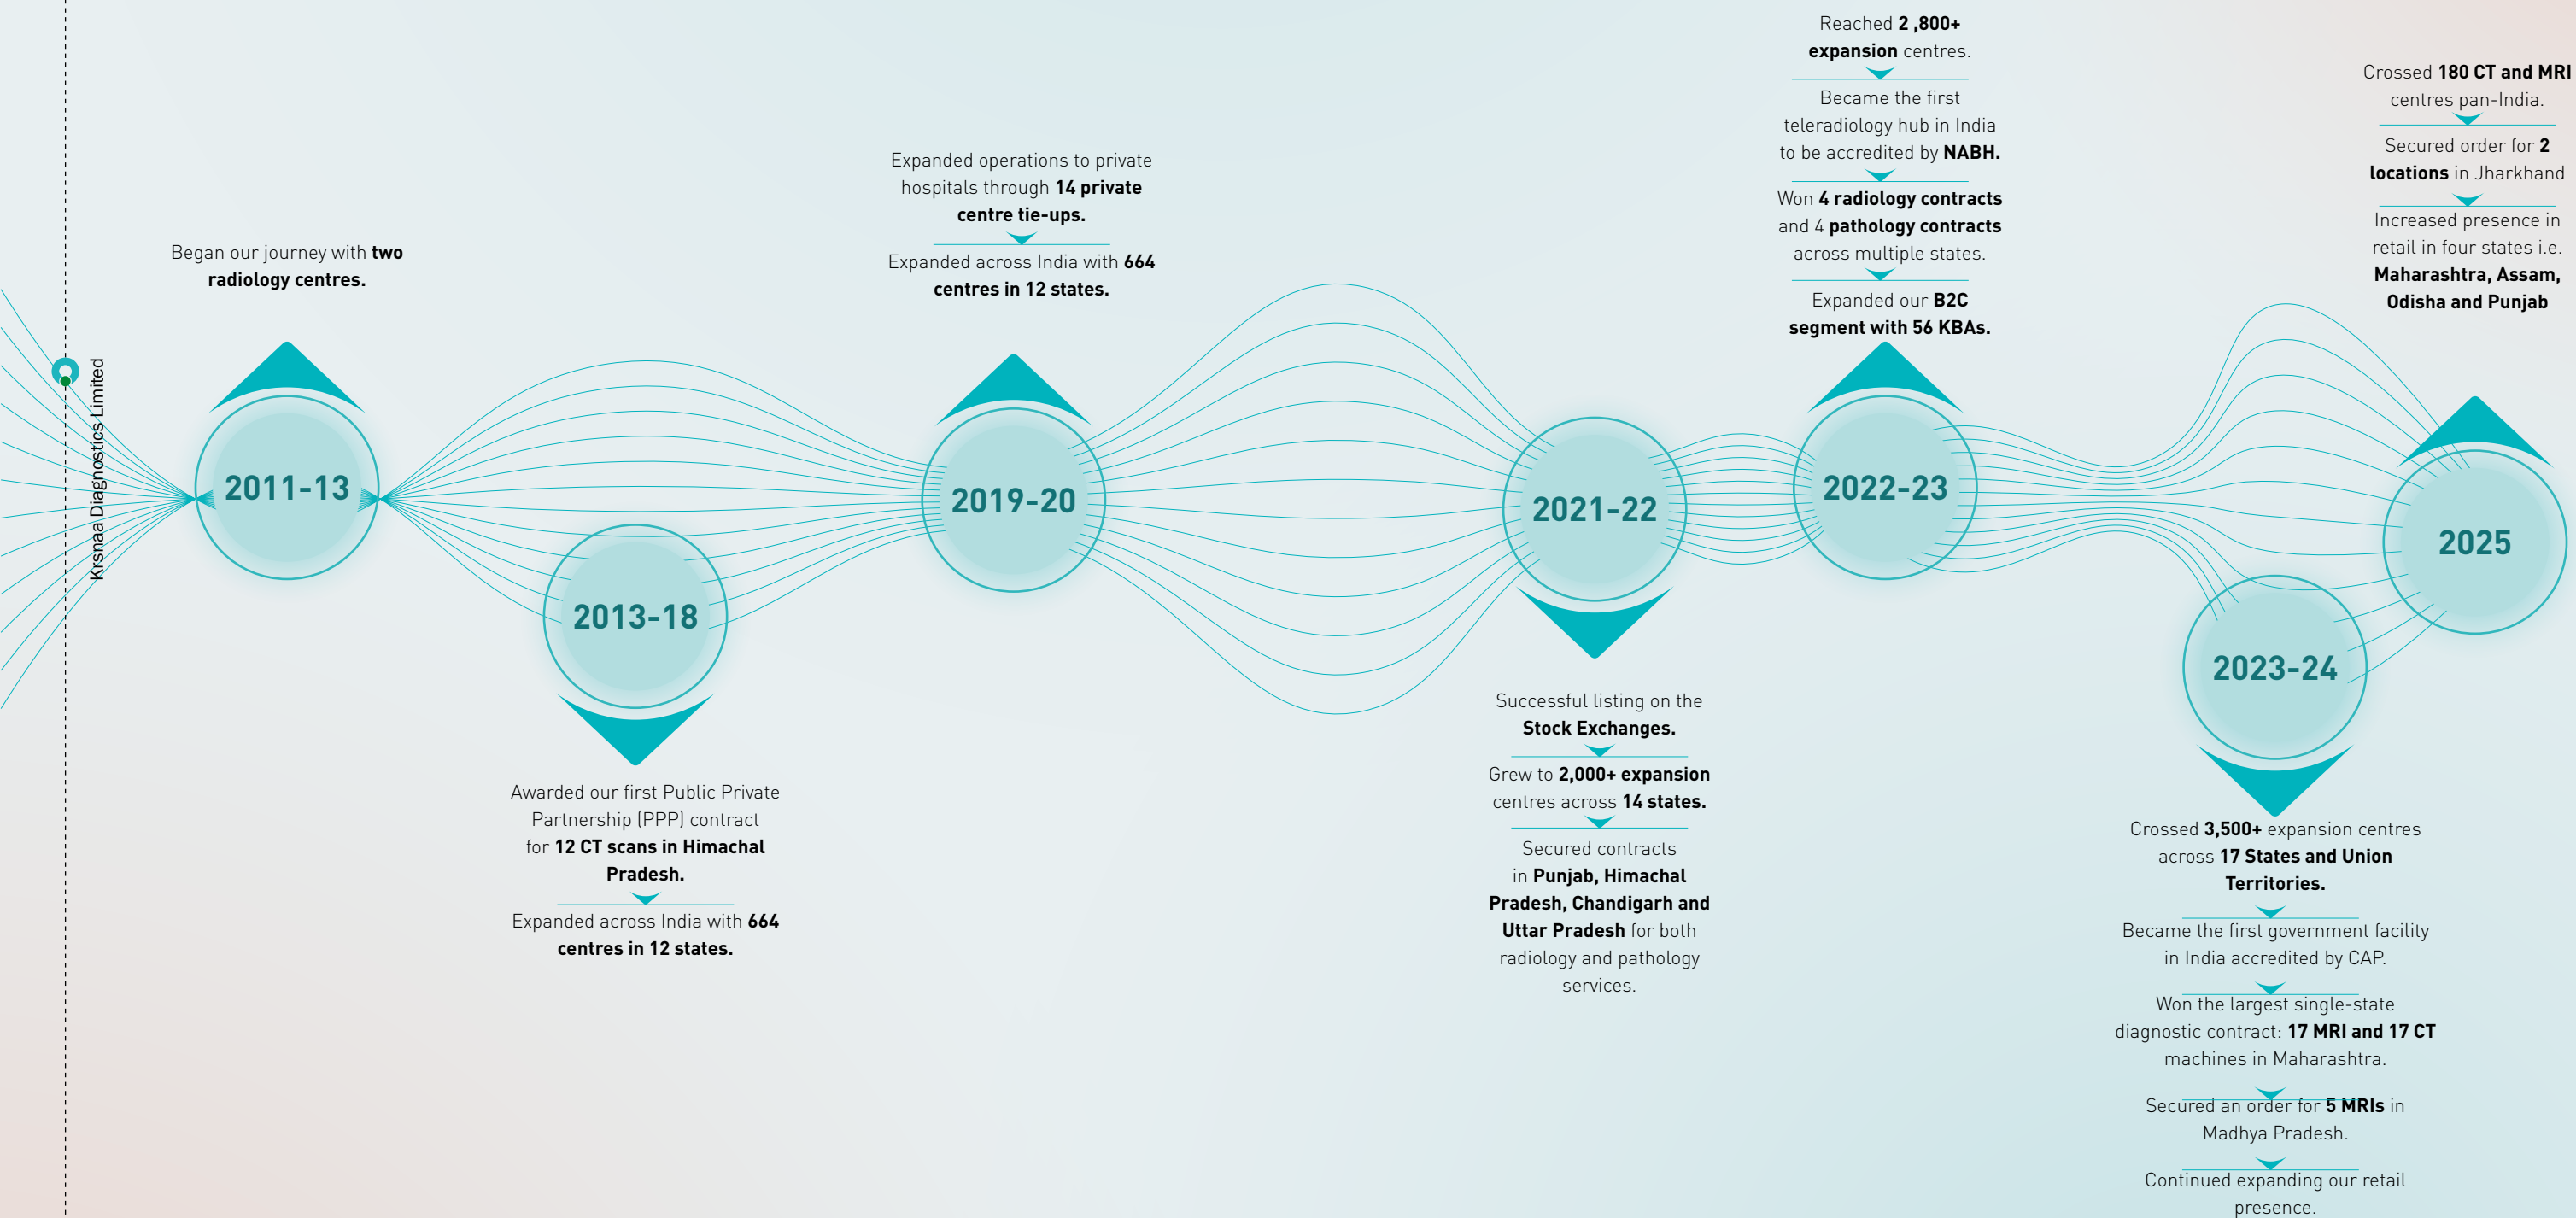 Krsnaa Diagnostics Limited
Began our journey with two
radiology centres.
2011-13
2013-18
Awarded our first Public Private
Partnership (PPP) contract
for 12 CT scans in Himachal
Pradesh.
Expanded across India with 664
centres in 12 states.
Expanded operations to private
hospitals through 14 private
centre tie-ups.
Expanded across India with 664
centres in 12 states.
2019-20
2021-22
Successful listing on the
Stock Exchanges.
Grew to 2,000+ expansion
centres across 14 states.
Secured contracts
in Punjab, Himachal
Pradesh, Chandigarh and
Uttar Pradesh for both
radiology and pathology
services.
Reached 2 ,800+
expansion centres.
Became the first
teleradiology hub in India
to be accredited by NABH.
Won 4 radiology contracts
and 4 pathology contracts
across multiple states.
Expanded our B2C
segment with 56 KBAs.
2022-23
2023-24
Crossed 3,500+ expansion centres
across 17 States and Union
Territories.
Became the first government facility
in India accredited by CAP.
Won the largest single-state
diagnostic contract: 17 MRI and 17 CT
machines in Maharashtra.
Secured an order for 5 MRIs in
Madhya Pradesh.
Continued expanding our retail
presence.
Crossed 180 CT and MRI
centres pan-India.
Secured order for 2
locations in Jharkhand
Increased presence in
retail in four states i.e.
Maharashtra, Assam,
Odisha and Punjab
2025